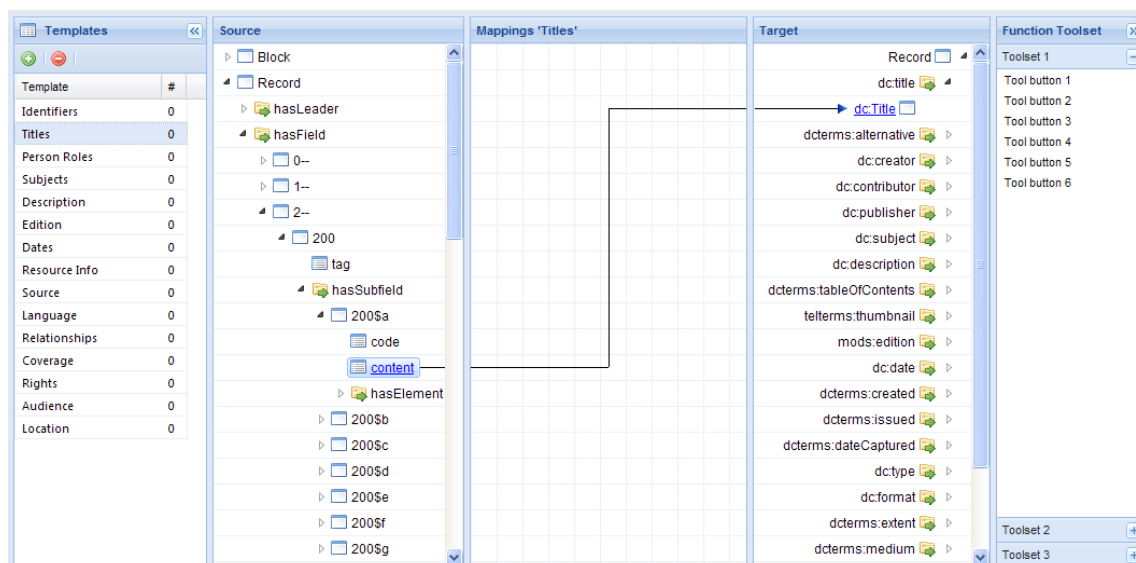 Templates
Template #
Identifiers 0
Titles 0
Person Roles 0
Subjects 0
Description 0
Edition 0
Dates 0
Resource Info 0
Source 0
Language 0
Relationships 0
Coverage 0
Rights 0
Audience 0
Location 0
Source
Block
Record
hasLeader
hasField
0--
1--
2--
200
tag
hasSubfield
200$a
code
content
hasElement
200$b
200$c
200$d
200$e
200$f
200$g
Mappings 'Titles'
Target
Record
dc:title
dc:Title
dcterms:alternative
dc:creator
dc:contributor
dc:publisher
dc:subject
dc:description
dcterms:tableOfContents
telterms:thumbnail
mods:edition
dc:date
dcterms:created
dcterms:issued
dcterms:dateCaptured
dc:type
dc:format
dcterms:extent
dcterms:medium
Function Toolset
Toolset 1
Tool button 1
Tool button 2
Tool button 3
Tool button 4
Tool button 5
Tool button 6
Toolset 2
Toolset 3